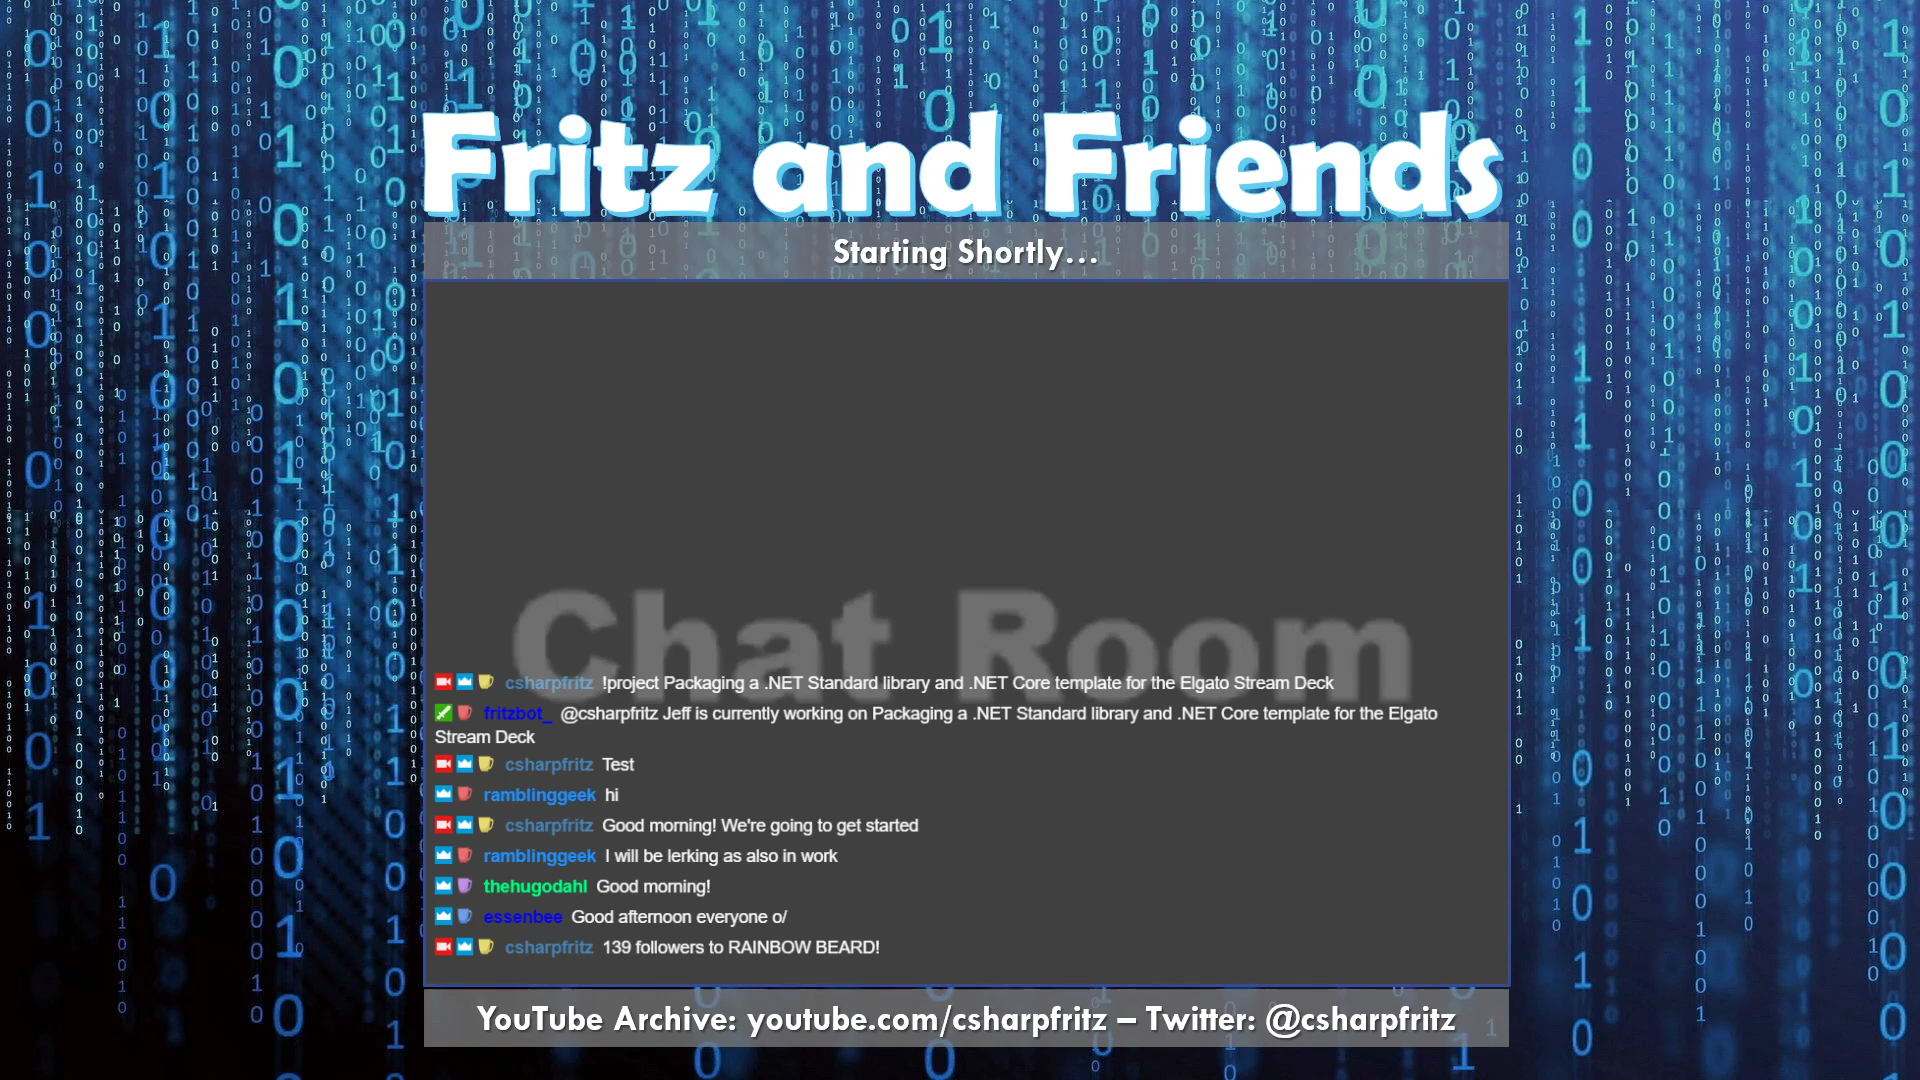 Fritz and Friends
Starting Shortly...
Chat Room
csharpfritz !project Packaging a .NET Standard library and .NET Core template for the Elgato Stream Deck
fritzbot_ @csharpfritz Jeff is currently working on Packaging a .NET Standard library and .NET Core template for the Elgato
Stream Deck
csharpfritz Test
ramblinggeek hi
csharpfritz Good morning! We're going to get started
ramblinggeek I will be lerking as also in work
thehugodahl Good morning!
essenbee Good afternoon everyone o/
csharpfritz 139 followers to RAINBOW BEARD!
YouTube Archive: youtube.com/csharpfritz – Twitter: @csharpfritz